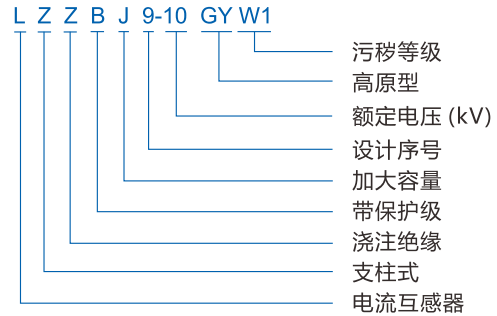 L Z Z B J 9-10 GY W1
污秽等级
高原型
额定电压 (kV)
设计序号
加大容量
带保护级
浇注绝缘
支柱式
电流互感器